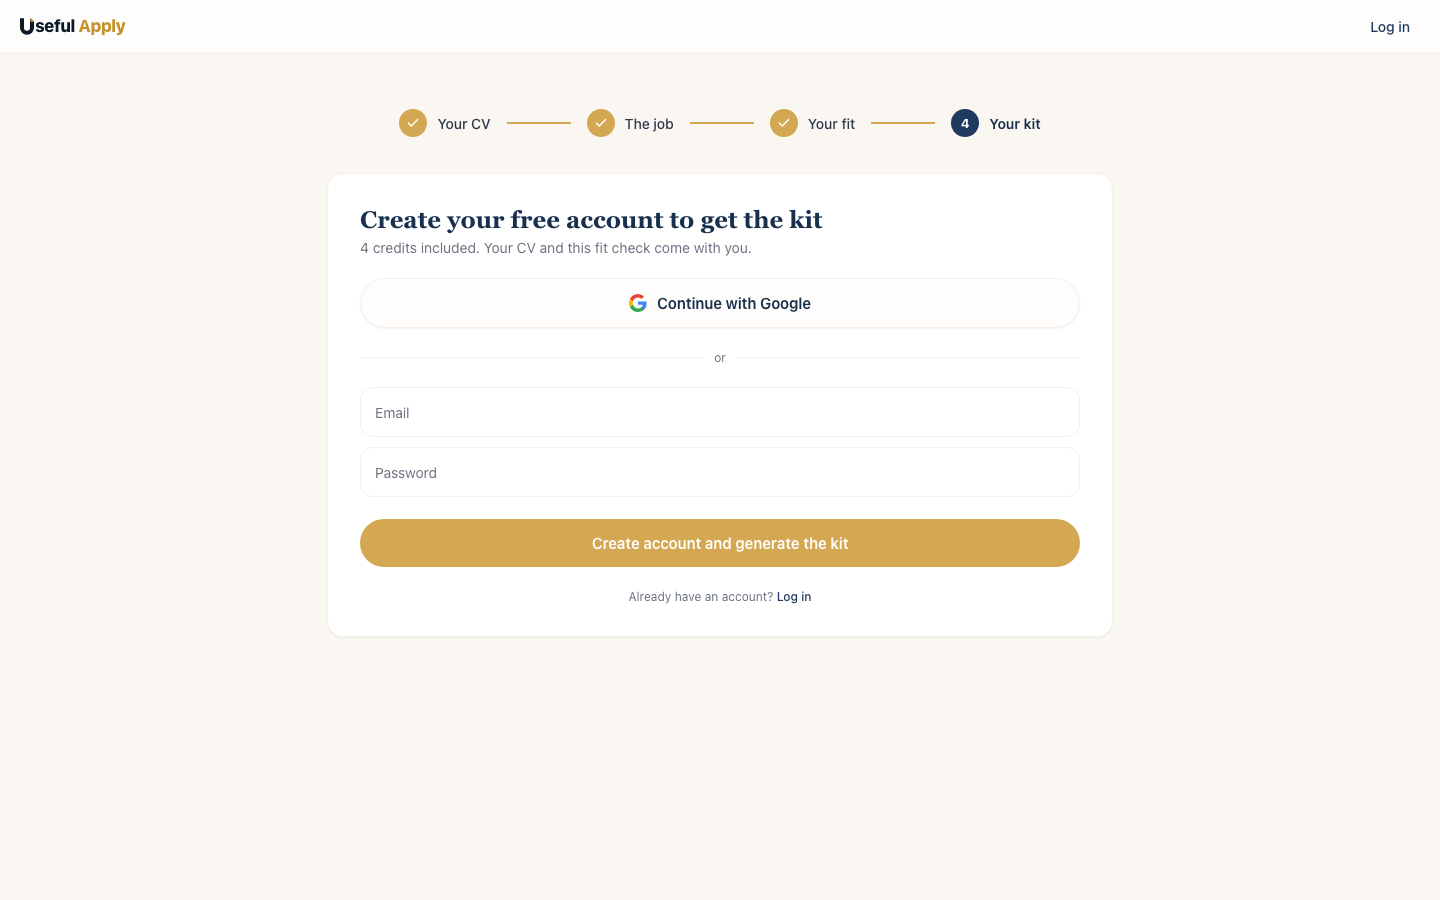 Useful Apply
Log in
Your CV
The job
Your fit
4 Your kit
Create your free account to get the kit
4 credits included. Your CV and this fit check come with you.
Continue with Google
or
Email
Password
Create account and generate the kit
Already have an account? Log in